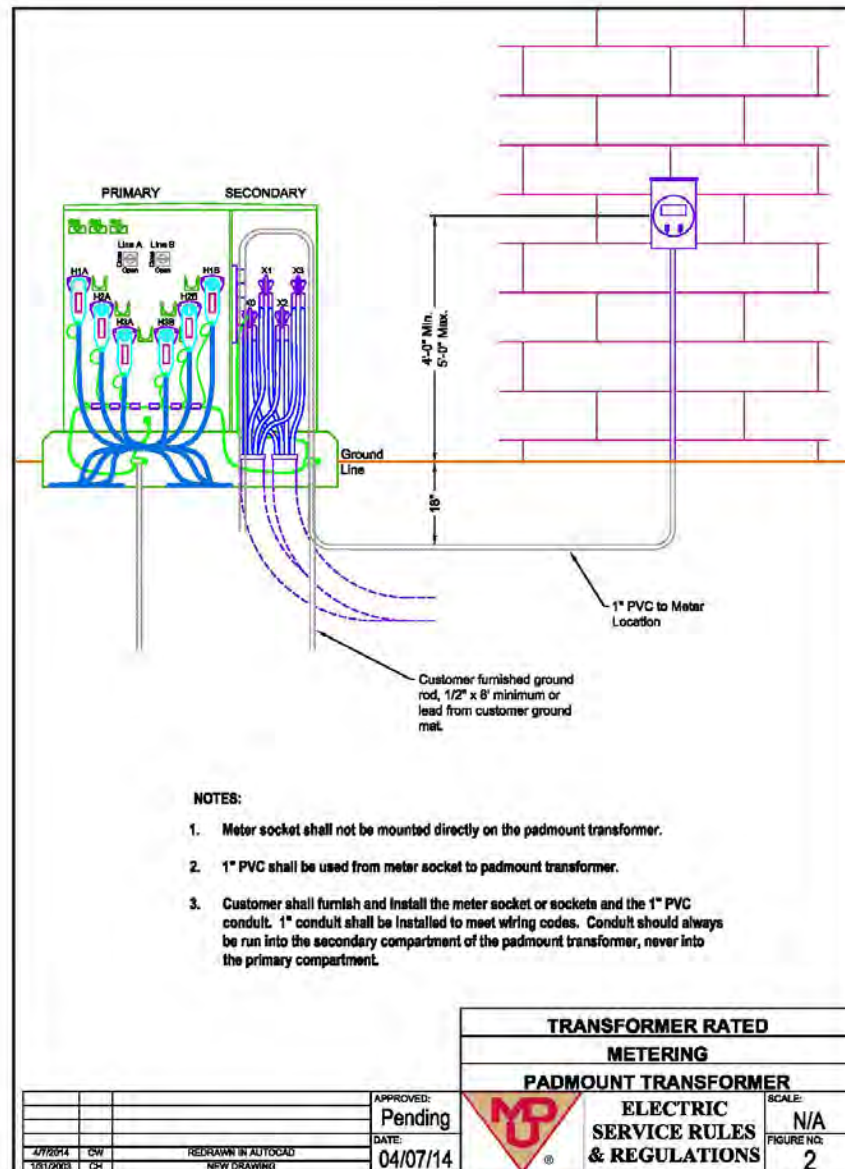 PRIMARY
SECONDARY
Line A Line B
Close
Open
Close
Open
H1A
H2A
H3A
H3B
H2B
H1B
X1
X3
X2
4'-0" Min.
5'-0" Max.
Ground
Line
18"
1" PVC to Meter
Location
Customer furnished ground
rod, 1/2" x 8' minimum or
lead from customer ground
mat.
NOTES:
1. Meter socket shall not be mounted directly on the padmount transformer.
2. 1" PVC shall be used from meter socket to padmount transformer.
3. Customer shall furnish and install the meter socket or sockets and the 1" PVC
conduit. 1" conduit shall be installed to meet wiring codes. Conduit should always
be run into the secondary compartment of the padmount transformer, never into
the primary compartment.
TRANSFORMER RATED
METERING
PADMOUNT TRANSFORMER
APPROVED:
Pending
DATE:
04/07/14
MDU
®
ELECTRIC
SERVICE RULES
& REGULATIONS
SCALE:
N/A
FIGURE NO:
2
4/7/2014 CW REDRAWN IN AUTOCAD
1/31/2003 CH NEW DRAWING